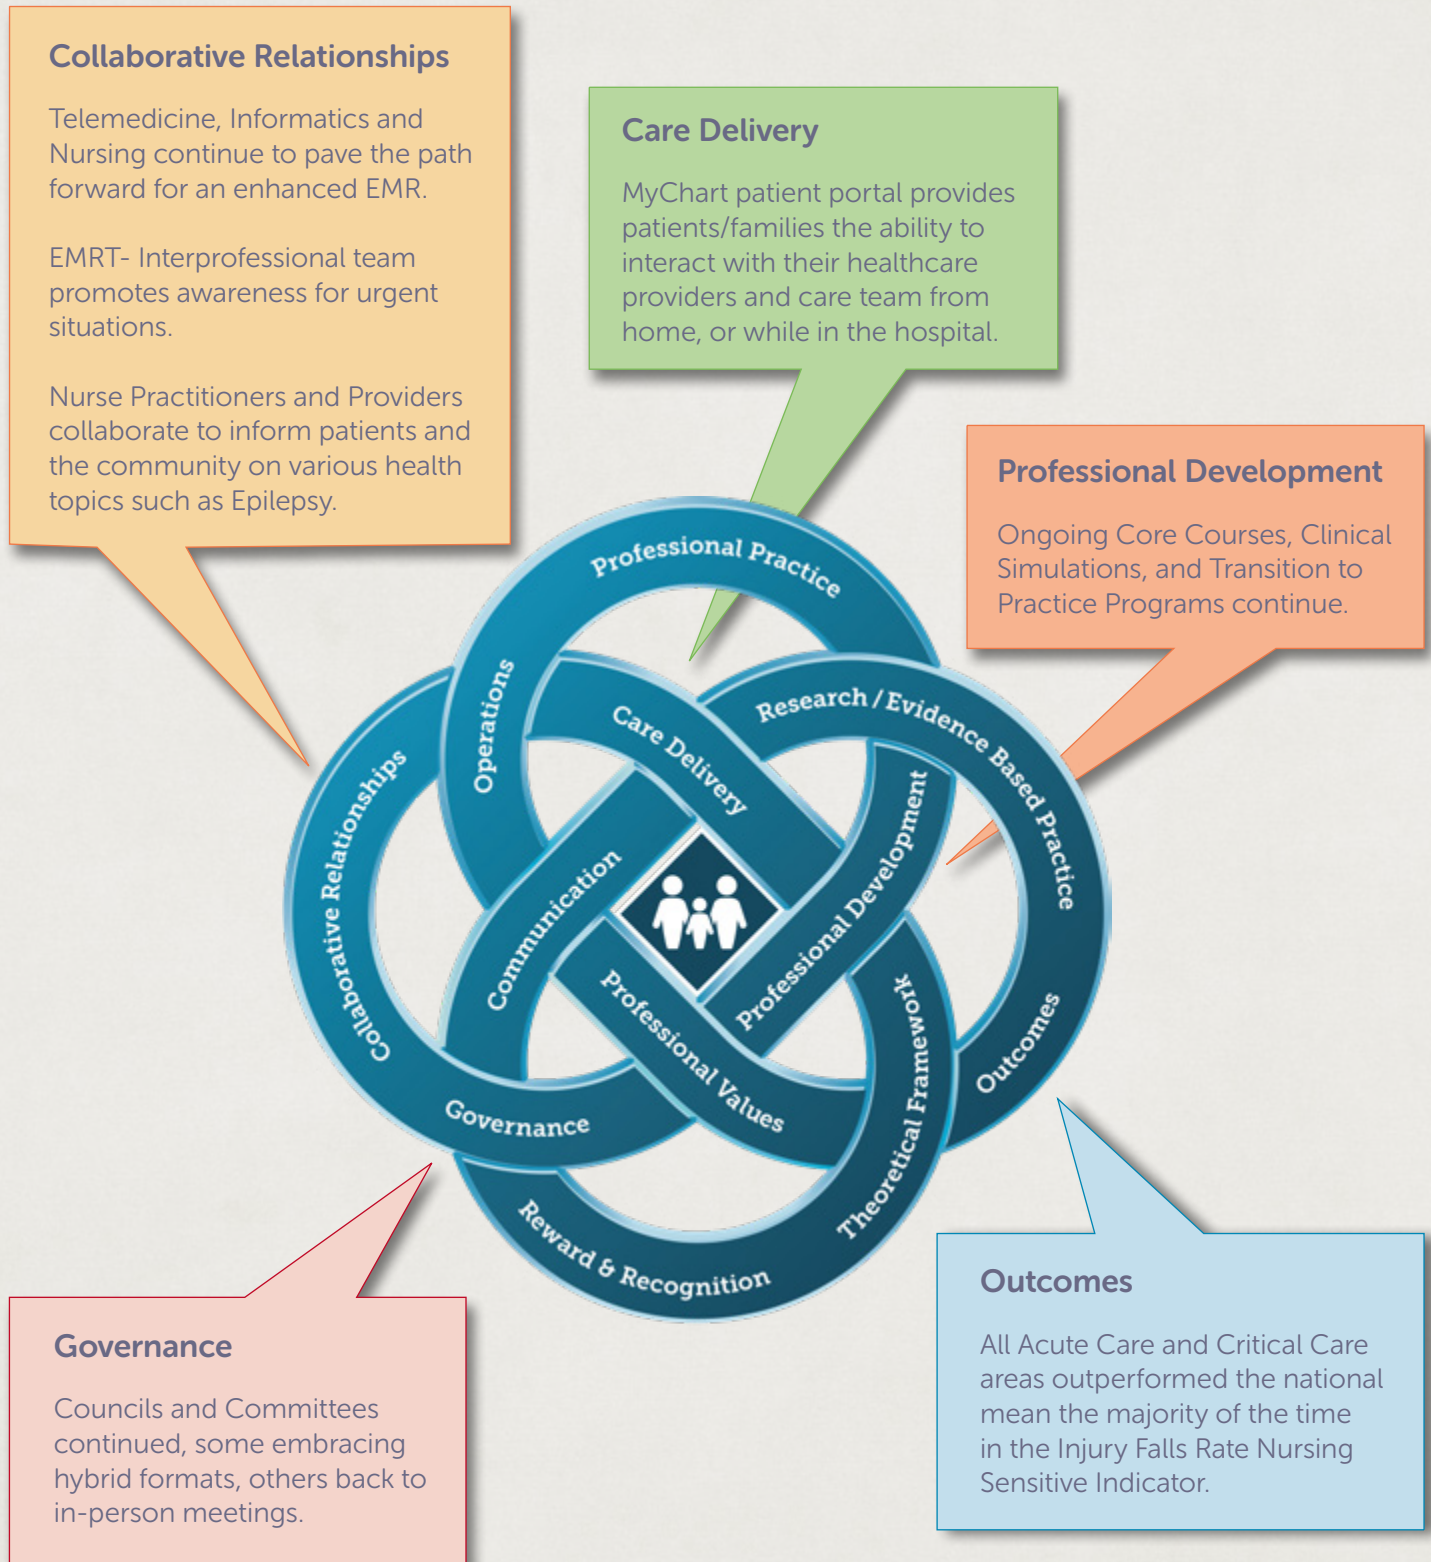 Collaborative Relationships
Telemedicine, Informatics and
Nursing continue to pave the path
forward for an enhanced EMR.
EMRT- Interprofessional team
promotes awareness for urgent
situations.
Nurse Practitioners and Providers
collaborate to inform patients and
the community on various health
topics such as Epilepsy.
Care Delivery
MyChart patient portal provides
patients/families the ability to
interact with their healthcare
providers and care team from
home, or while in the hospital.
Professional Development
Ongoing Core Courses, Clinical
Simulations, and Transition to
Practice Programs continue.
Professional Practice
Operations
Care Delivery
Research / Evidence Based Practice
Collaborative Relationships
Communication
Professional Development
Professional Values
Theoretical Framework
Outcomes
Governance
Reward & Recognition
Governance
Councils and Committees
continued, some embracing
hybrid formats, others back to
in-person meetings.
Outcomes
All Acute Care and Critical Care
areas outperformed the national
mean the majority of the time
in the Injury Falls Rate Nursing
Sensitive Indicator.